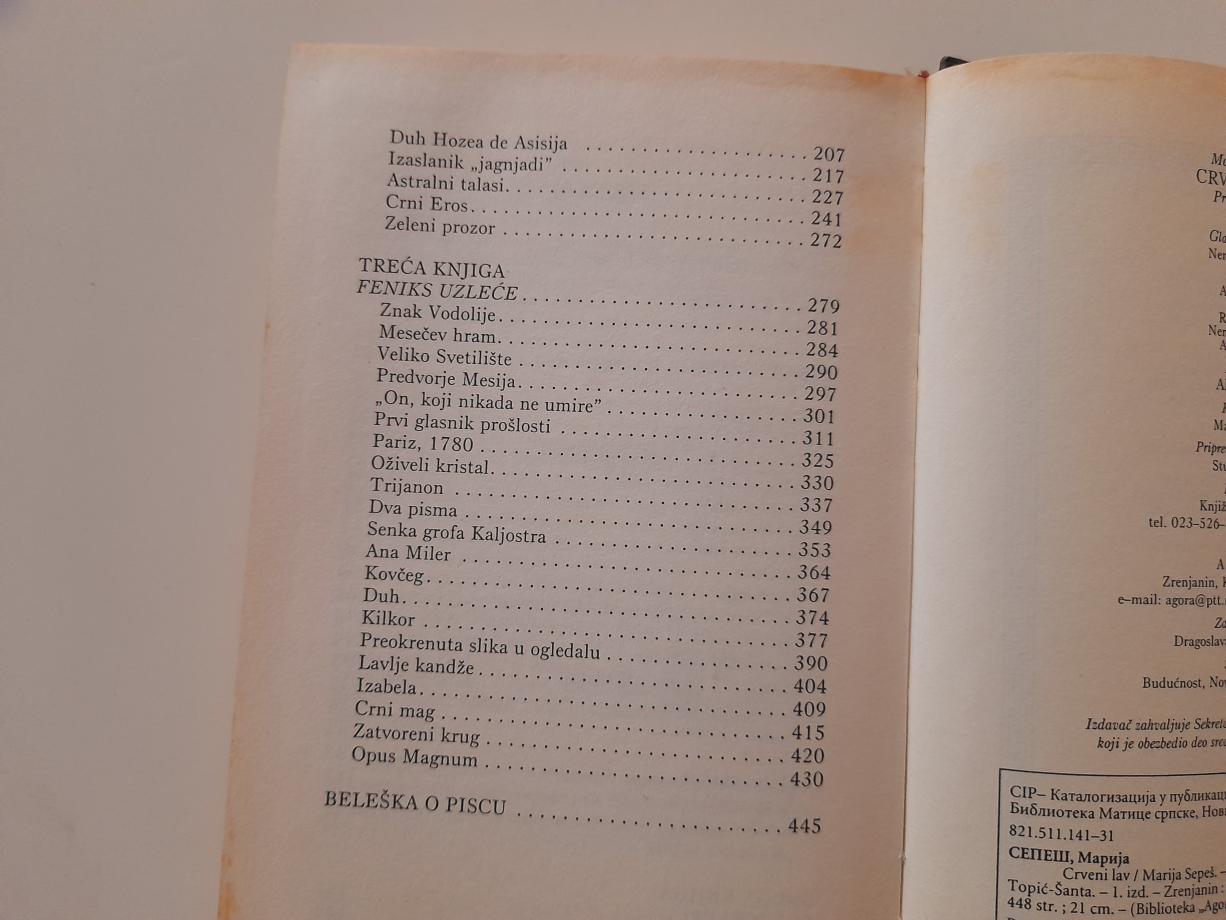 Duh Hozea de Asisija . . . . . . . . . . . . . . . . . . . 207
Izaslanik „jagnjadi” . . . . . . . . . . . . . . . . . . . . 217
Astralni talasi. . . . . . . . . . . . . . . . . . . . . . . . 227
Crni Eros. . . . . . . . . . . . . . . . . . . . . . . . . . . 241
Zeleni prozor . . . . . . . . . . . . . . . . . . . . . . . . 272
TREĆA KNJIGA
FENIKS UZLEĆE. . . . . . . . . . . . . . . . . . . . . . . 279
Znak Vodolije. . . . . . . . . . . . . . . . . . . . . . . . 281
Mesečev hram. . . . . . . . . . . . . . . . . . . . . . . . 284
Veliko Svetilište . . . . . . . . . . . . . . . . . . . . . . 290
Predvorje Mesija. . . . . . . . . . . . . . . . . . . . . . 297
„On, koji nikada ne umire” . . . . . . . . . . . . . . . 301
Prvi glasnik prošlosti . . . . . . . . . . . . . . . . . . . 311
Pariz, 1780 . . . . . . . . . . . . . . . . . . . . . . . . . 325
Oživeli kristal. . . . . . . . . . . . . . . . . . . . . . . . 330
Trijanon . . . . . . . . . . . . . . . . . . . . . . . . . . . 337
Dva pisma . . . . . . . . . . . . . . . . . . . . . . . . . . 349
Senka grofa Kaljostra . . . . . . . . . . . . . . . . . . . 353
Ana Miler . . . . . . . . . . . . . . . . . . . . . . . . . . 364
Kovčeg. . . . . . . . . . . . . . . . . . . . . . . . . . . . 367
Duh. . . . . . . . . . . . . . . . . . . . . . . . . . . . . . 374
Kilkor . . . . . . . . . . . . . . . . . . . . . . . . . . . . 377
Preokrenuta slika u ogledalu . . . . . . . . . . . . . . 390
Lavlje kandže. . . . . . . . . . . . . . . . . . . . . . . . 404
Izabela. . . . . . . . . . . . . . . . . . . . . . . . . . . . 409
Crni mag . . . . . . . . . . . . . . . . . . . . . . . . . . 415
Zatvoreni krug . . . . . . . . . . . . . . . . . . . . . . . 420
Opus Magnum . . . . . . . . . . . . . . . . . . . . . . . 430
BELEŠKA O PISCU . . . . . . . . . . . . . . . . . . . . 445
CRV
tel. 023–526–
Zrenjanin,
e–mail: agora@ptt.
Dragoslav
Budućnost, Nov
Izdavač zahvaljuje
koji je obezbedio deo
CIP– Каталогизација у
Библиотека Матице српске, Нов
821.511.141–31
СЕПЕШ, Марија
Crveni lav / Marija Sepeš. –
Topić-Šanta. – 1. izd. – Zrenjanin :
448 str. ; 21 cm. – (Biblioteka „Ago